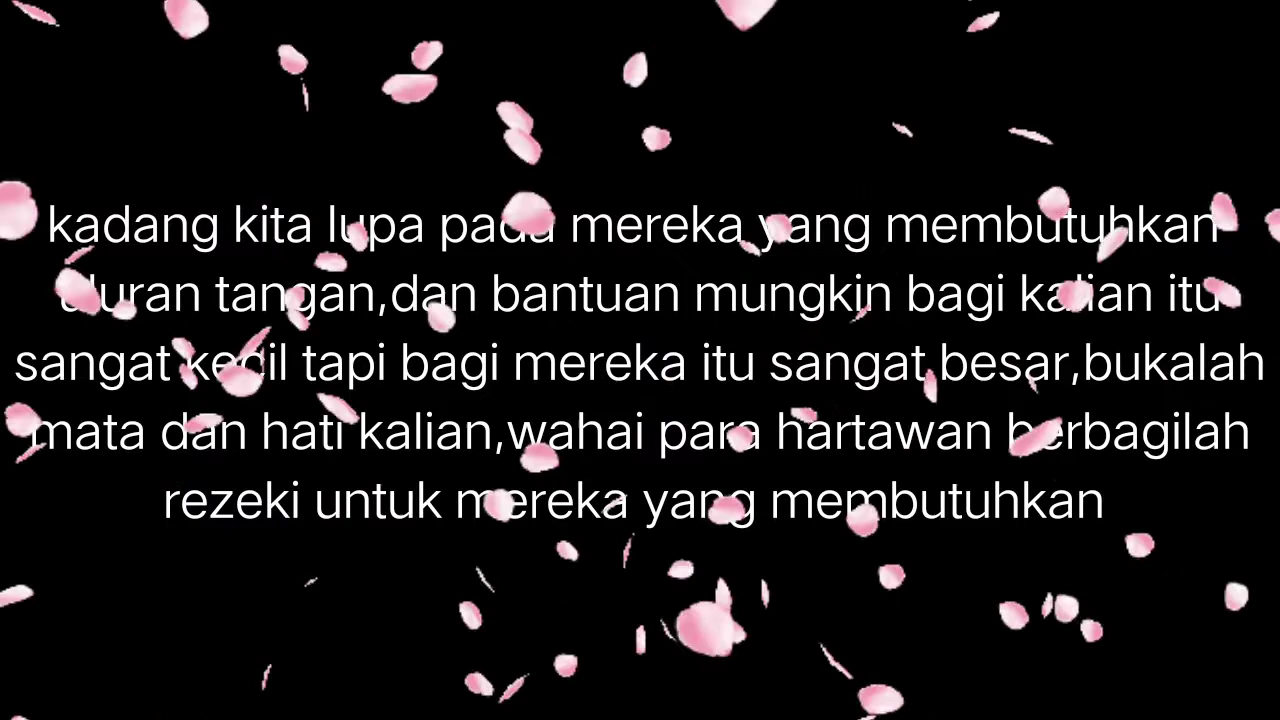 kadang kita lupa pada mereka yang membutuhkan
uluran tangan,dan bantuan mungkin bagi kalian itu
sangat kecil tapi bagi mereka itu sangat besar,bukalah
mata dan hati kalian,wahai para hartawan berbagilah
rezeki untuk mereka yang membutuhkan